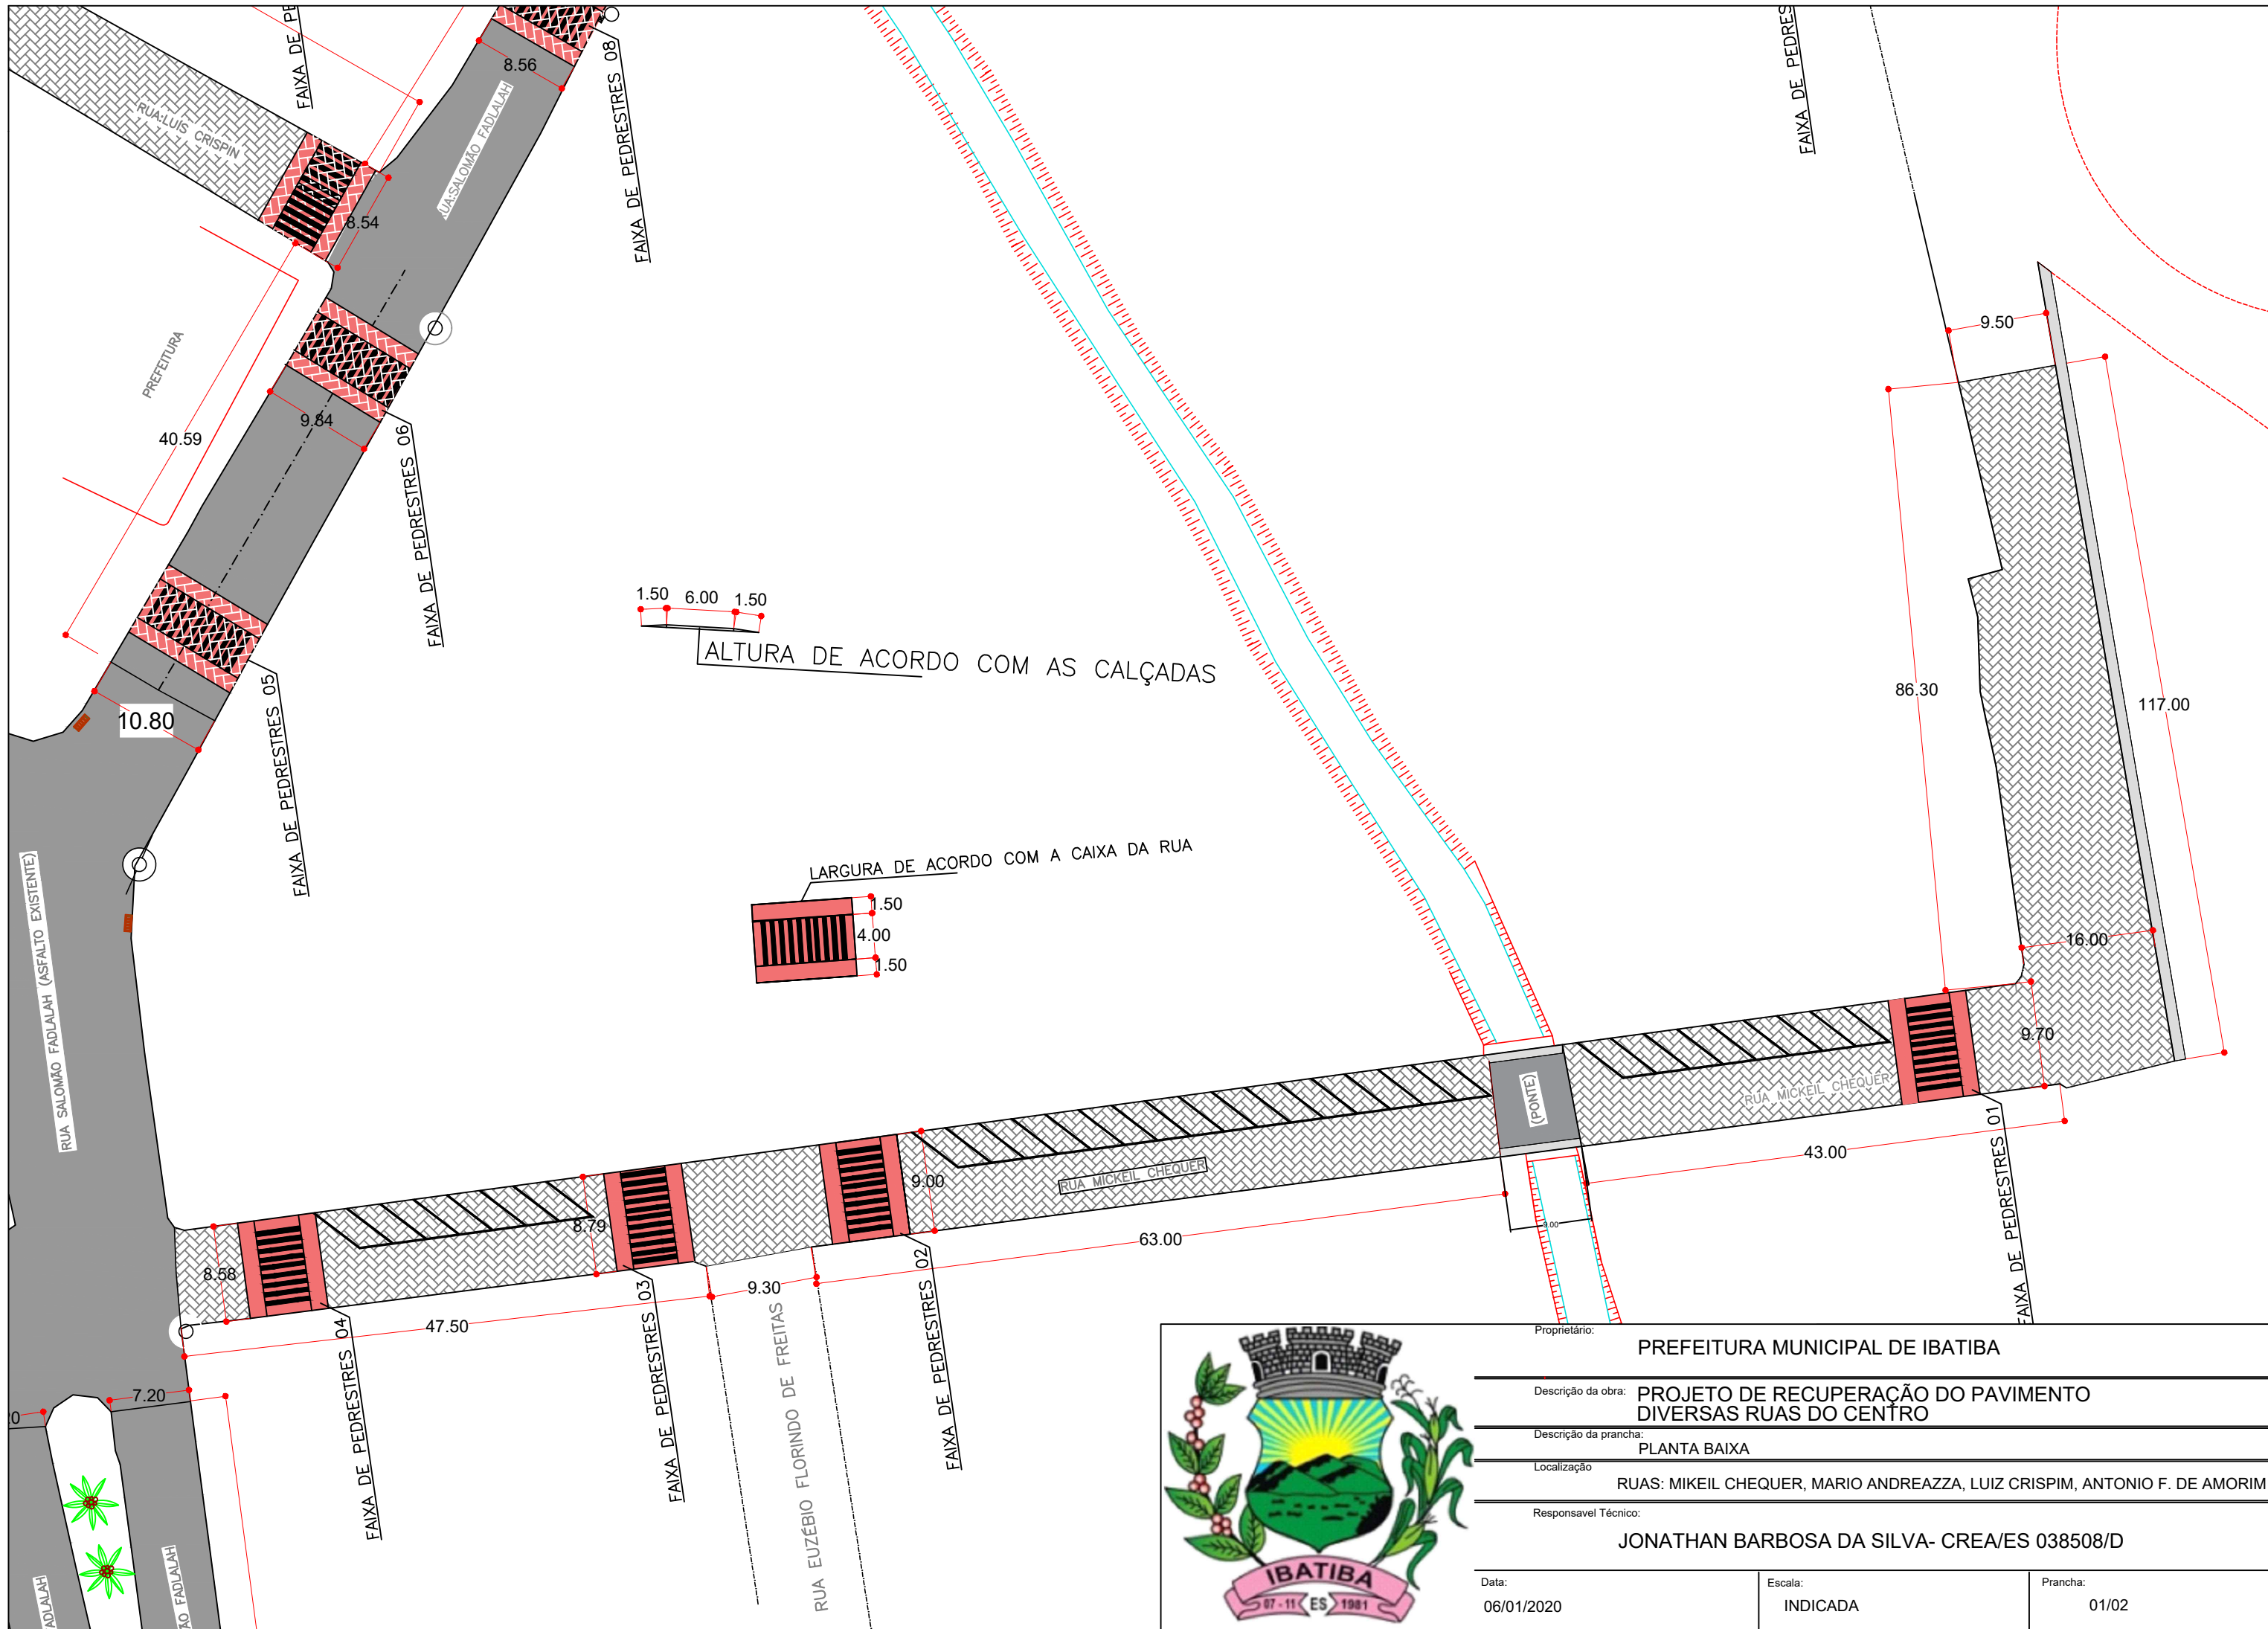 FAIXA DE PE
8.56
FAIXA DE PEDRESTRES 08
FAIXA DE PEDRES
RUA:LUÍS CRISPIN
UA:SALOMÃO FADLALAH
8.54
9.50
PREFEITURA
40.59
9.84
FAIXA DE PEDRESTRES 06
1.50 6.00 1.50
ALTURA DE ACORDO COM AS CALÇADAS
86.30
117.00
10.80
FAIXA DE PEDRESTRES 05
LARGURA DE ACORDO COM A CAIXA DA RUA
1.50
4.00
1.50
16.00
RUA SALOMÃO FADLALAH (ASFALTO EXISTENTE)
9.70
(PONTE)
RUA MICKEIL CHEQUER
FAIXA DE PEDRESTRES 01
43.00
9.00
RUA MICKEIL CHEQUER
8.79
8.58
9.00
63.00
9.30
47.50
FAIXA DE PEDRESTRES 02
FAIXA DE PEDRESTRES 03
FAIXA DE PEDRESTRES 04
RUA EUZÉBIO FLORINDO DE FREITAS
7.20
20
ADLALAH
ÃO FADLALAH
IBATIBA
07 - 11 ES 1981
Proprietário:
PREFEITURA MUNICIPAL DE IBATIBA
Descrição da obra: PROJETO DE RECUPERAÇÃO DO PAVIMENTO
DIVERSAS RUAS DO CENTRO
Descrição da prancha:
PLANTA BAIXA
Localização
RUAS: MIKEIL CHEQUER, MARIO ANDREAZZA, LUIZ CRISPIM, ANTONIO F. DE AMORIM
Responsavel Técnico:
JONATHAN BARBOSA DA SILVA- CREA/ES 038508/D
Data:
06/01/2020
Escala:
INDICADA
Prancha:
01/02